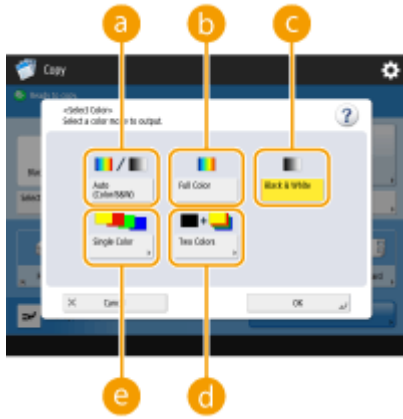 a b c
Copy
Ready to copy.
<Select Color>
Select a color mode to output.
?
Auto
(Color/B&W)
Full Color
Black & White
Select
Single Color
Two Colors
OK
e d